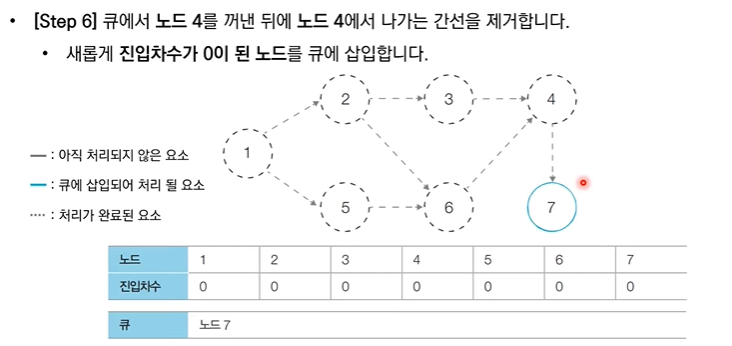 • [Step 6] 큐에서 노드 4를 꺼낸 뒤에 노드 4에서 나가는 간선을 제거합니다.
• 새롭게 진입차수가 0이 된 노드를 큐에 삽입합니다.
2 3 4
1
: 아직 처리되지 않은 요소
: 큐에 삽입되어 처리 될 요소
5 6 7
: 처리가 완료된 요소
노드 1 2 3 4 5 6 7
진입차수 0 0 0 0 0 0 0
큐 노드 7